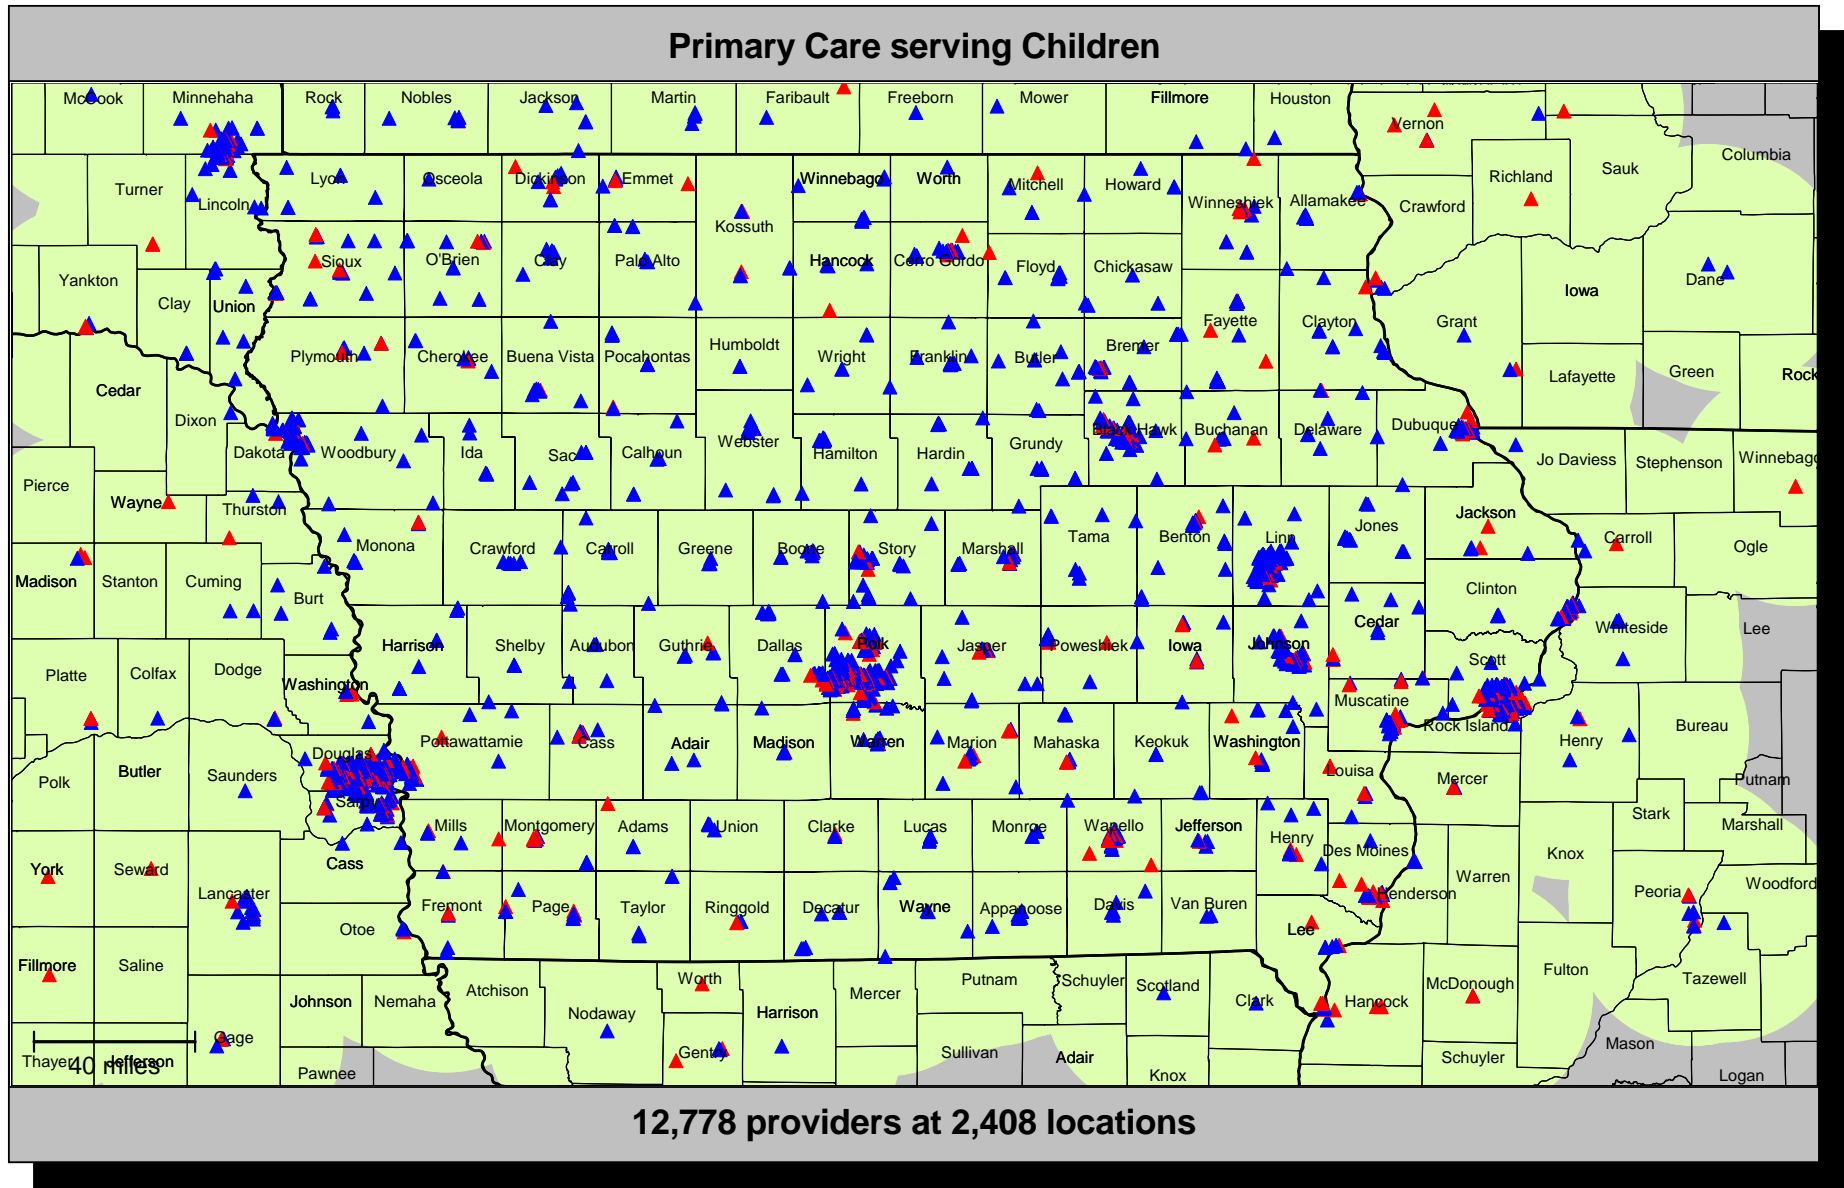 Primary Care serving Children
McCook Minnehaha Rock Nobles Jackson Martin Faribault Freeborn Mower Fillmore Houston
Vernon
Columbia
Turner Lyon Osceola Dickinson Emmet Winnebago Worth Mitchell Howard Richland Sauk
Lincoln Winneshiek Allamakee Crawford
Kossuth
Yankton Sioux O'Brien Clay Palo Alto Hancock Cerro Gordo Floyd Chickasaw Dane
Clay Union Iowa
Fayette Clayton Grant
Plymouth Cherokee Buena Vista Pocahontas Humboldt Wright Franklin Butler Bremer
Cedar Lafayette Green Rock
Dixon
Dakota Woodbury Ida Sac Calhoun Webster Hamilton Hardin Grundy Black Hawk Buchanan Delaware Dubuque
Jo Daviess Stephenson Winnebago
Pierce
Wayne Thurston Jackson
Monona Crawford Carroll Greene Boone Story Marshall Tama Benton Linn Jones Carroll Ogle
Madison Stanton Cuming Clinton
Burt
Harrison Shelby Audubon Guthrie Dallas Polk Jasper Poweshiek Iowa Johnson Cedar Whiteside Lee
Platte Colfax Dodge Scott
Washington Muscatine
Rock Island Bureau
Douglas Pottawattamie Cass Adair Madison Warren Marion Mahaska Keokuk Washington Henry
Polk Butler Saunders Louisa Mercer Putnam
Sarpy
Mills Montgomery Adams Union Clarke Lucas Monroe Wapello Jefferson Henry Stark Marshall
Des Moines Knox
York Seward Cass Warren Woodford
Lancaster Fremont Page Taylor Ringgold Decatur Wayne Appanoose Davis Van Buren Henderson Peoria
Otoe Lee
Fillmore Saline Worth Putnam Schuyler Scotland McDonough Fulton Tazewell
Johnson Nemaha Atchison Nodaway Harrison Mercer Clark Hancock
Gage
Gentry Sullivan Adair Schuyler Mason
Thayer Jefferson
40 miles
Pawnee Knox Logan
12,778 providers at 2,408 locations